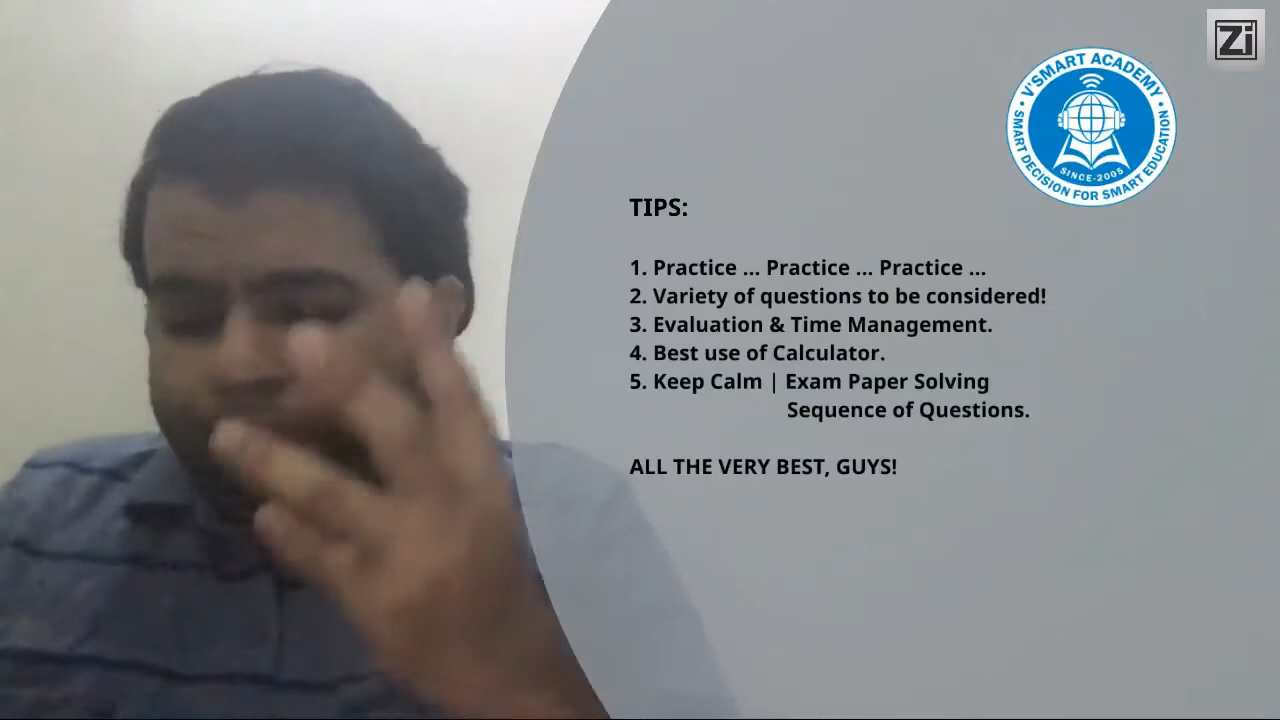 Zi
V'SMART ACADEMY
SINCE-2005
SMART DECISION FOR SMART EDUCATION
TIPS:
1. Practice ... Practice ... Practice ...
2. Variety of questions to be considered!
3. Evaluation & Time Management.
4. Best use of Calculator.
5. Keep Calm | Exam Paper Solving
Sequence of Questions.
ALL THE VERY BEST, GUYS!